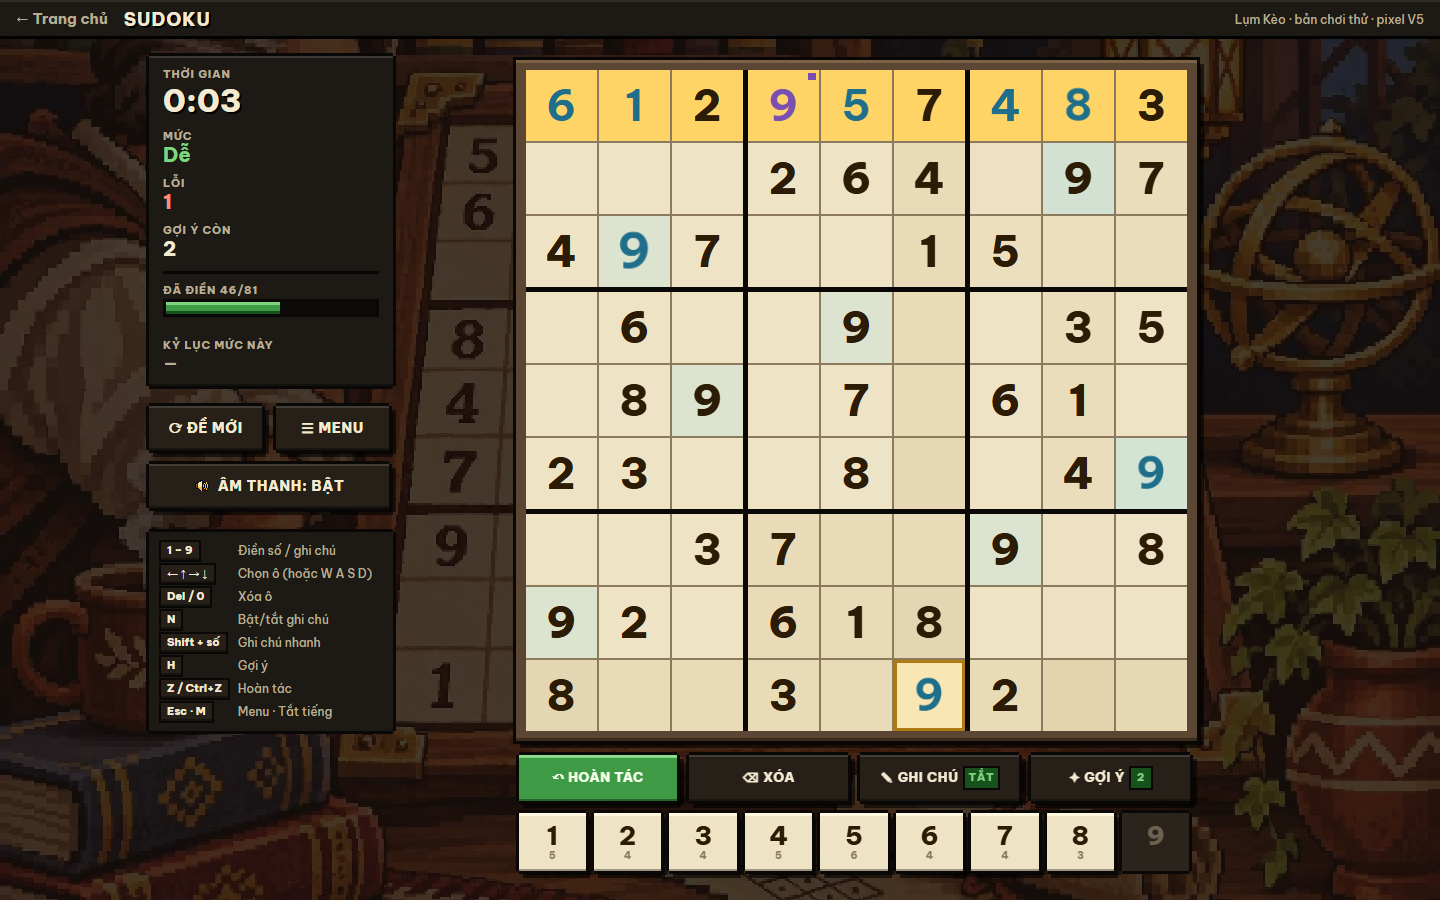 ← Trang chủ SUDOKU
Lụm Kèo · bản chơi thử · pixel V5
THỜI GIAN
0:03
MỨC
Dễ
LỖI
1
GỢI Ý CÒN
2
ĐÃ ĐIỀN 46/81
KỶ LỤC MỨC NÀY
—
⟳ ĐỀ MỚI
☰ MENU
🔊 ÂM THANH: BẬT
1 – 9 Điền số / ghi chú
←↑→↓ Chọn ô (hoặc W A S D)
Del / 0 Xóa ô
N Bật/tắt ghi chú
Shift + số Ghi chú nhanh
H Gợi ý
Z / Ctrl+Z Hoàn tác
Esc · M Menu · Tắt tiếng
5
6
8
4
7
9
1
6 1 2 9 5 7 4 8 3
2 6 4 9 7
4 9 7 1 5
6 9 3 5
8 9 7 6 1
2 3 8 4 9
3 7 9 8
9 2 6 1 8
8 3 9 2
↶ HOÀN TÁC
⌫ XÓA
✎ GHI CHÚ TẮT
✦ GỢI Ý 2
1 2 3 4 5 6 7 8 9
5 4 4 5 6 4 4 3